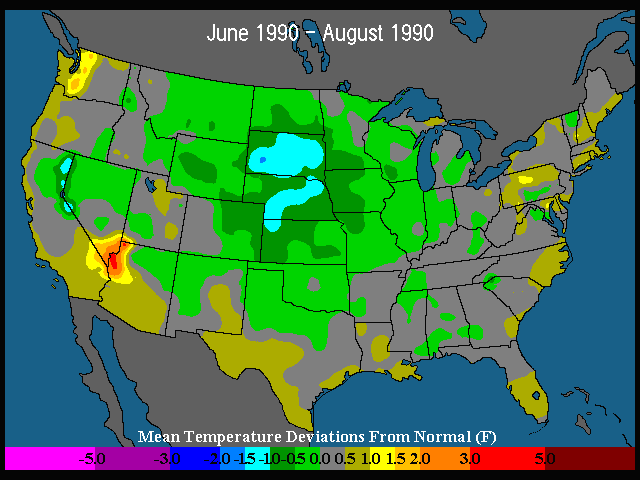 June 1990 - August 1990
Mean Temperature Deviations From Normal (F)
-5.0 -3.0 -2.0 -1.5 -1.0 -0.5 0.0 0.5 1.0 1.5 2.0 3.0 5.0